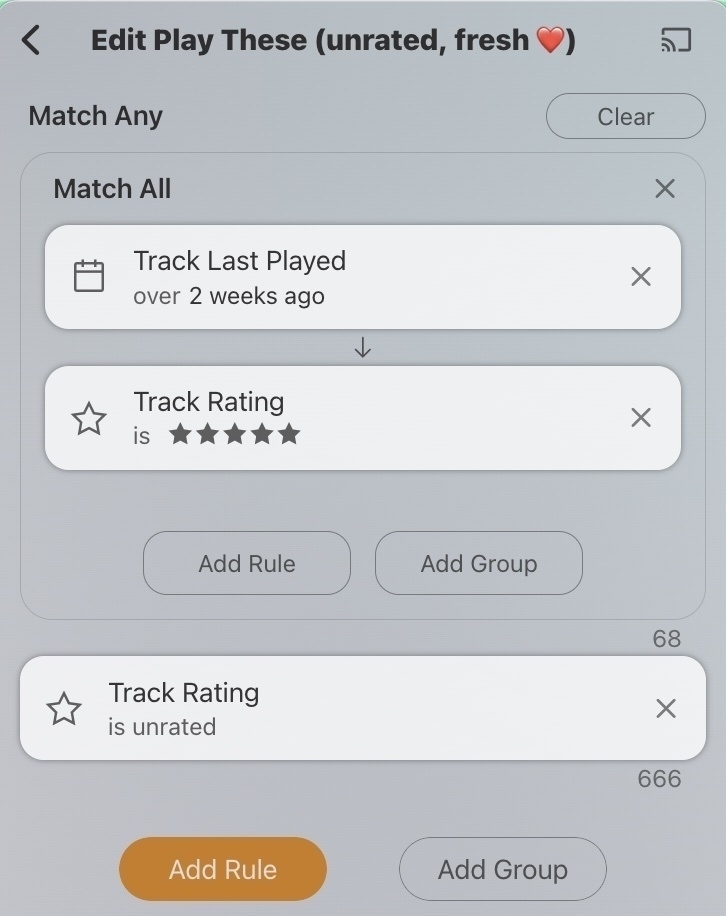 Edit Play These (unrated, fresh ❤️)
Match Any
Clear
Match All
Track Last Played
over 2 weeks ago
Track Rating
is ★★★★★
Add Rule
Add Group
68
Track Rating
is unrated
666
Add Rule
Add Group